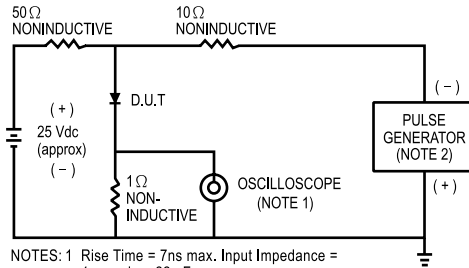 50Ω
NONINDUCTIVE
10Ω
NONINDUCTIVE
(+)
25 Vdc
(approx)
(−)
D.U.T
1Ω
NON-
INDUCTIVE
OSCILLOSCOPE
(NOTE 1)
(−)
PULSE
GENERATOR
(NOTE 2)
(+)
NOTES: 1 Rise Time = 7ns max. Input Impedance =